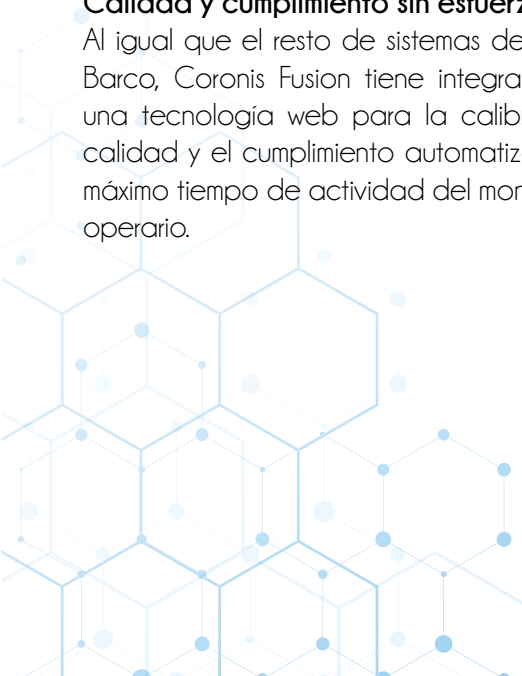 Calidad y cumplimiento sin esfuerz
Al igual que el resto de sistemas de
Barco, Coronis Fusion tiene integra
una tecnología web para la calib
calidad y el cumplimiento automatiz
máximo tiempo de actividad del mon
operario.